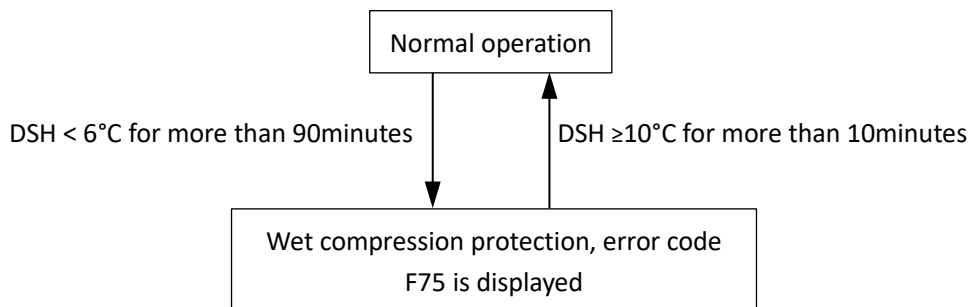 Normal operation
DSH < 6°C for more than 90minutes
DSH ≥10°C for more than 10minutes
Wet compression protection, error code
F75 is displayed